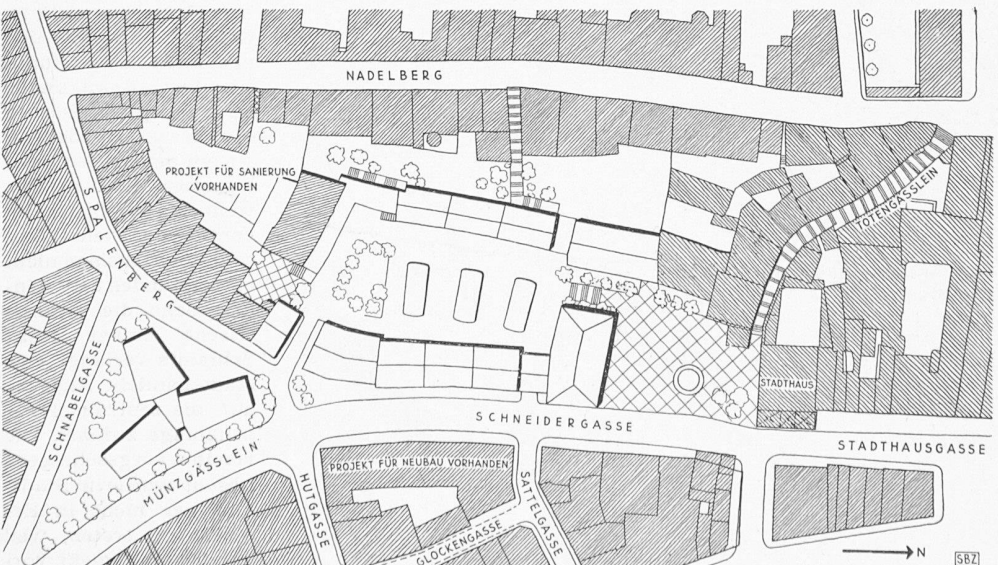 NADELBERG
PROJEKT FÜR SANIERUNG
VORHANDEN
SPALENBERG
TOTENGÄSSLEIN
STADTHAUS
SCHNABELGASSE
SCHNEIDERGASSE
STADTHAUSGASSE
MÜNZGÄSSLEIN
PROJEKT FÜR NEUBAU VORHANDEN
HUTGASSE
SATTELGASSE
GLOCKENGASSE
N
SBZ